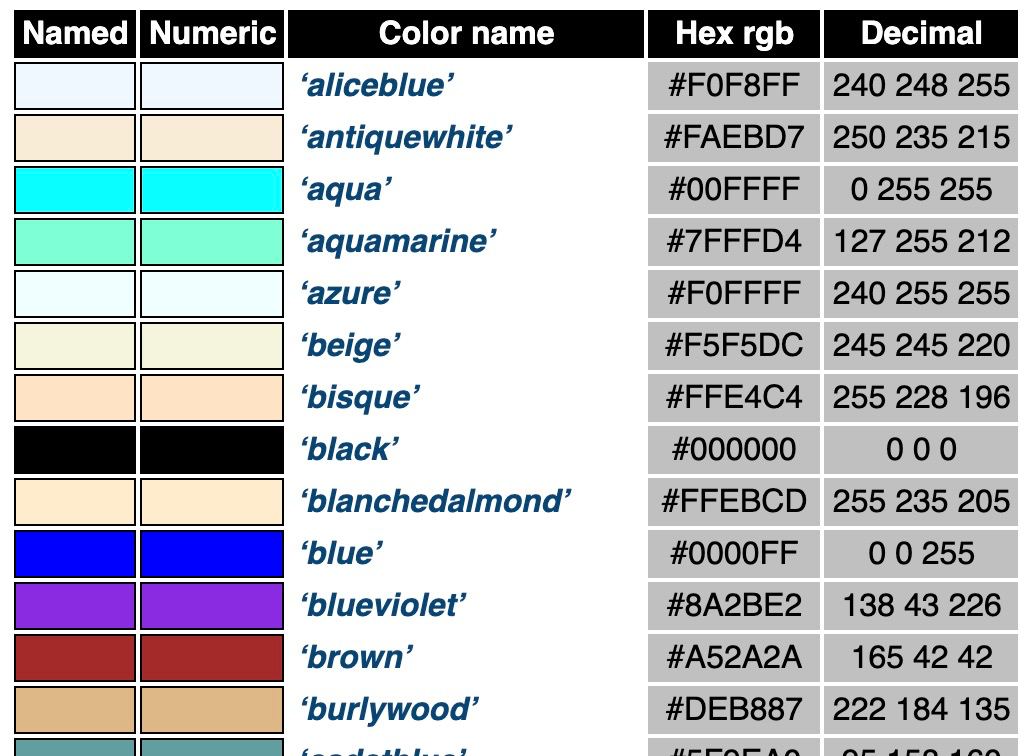 Named Numeric Color name Hex rgb Decimal
‘aliceblue’ #F0F8FF 240 248 255
‘antiquewhite’ #FAEBD7 250 235 215
‘aqua’ #00FFFF 0 255 255
‘aquamarine’ #7FFFD4 127 255 212
‘azure’ #F0FFFF 240 255 255
‘beige’ #F5F5DC 245 245 220
‘bisque’ #FFE4C4 255 228 196
‘black’ #000000 0 0 0
‘blanchedalmond’ #FFEBCD 255 235 205
‘blue’ #0000FF 0 0 255
‘blueviolet’ #8A2BE2 138 43 226
‘brown’ #A52A2A 165 42 42
‘burlywood’ #DEB887 222 184 135